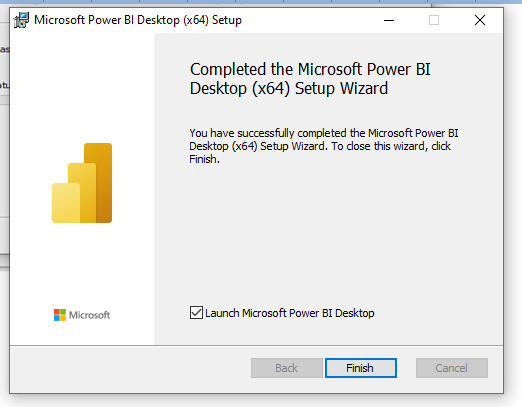 Microsoft Power BI Desktop (x64) Setup
Completed the Microsoft Power BI
Desktop (x64) Setup Wizard
You have successfully completed the Microsoft Power BI
Desktop (x64) Setup Wizard. To close this wizard, click
Finish.
Microsoft
Launch Microsoft Power BI Desktop
Back
Finish
Cancel